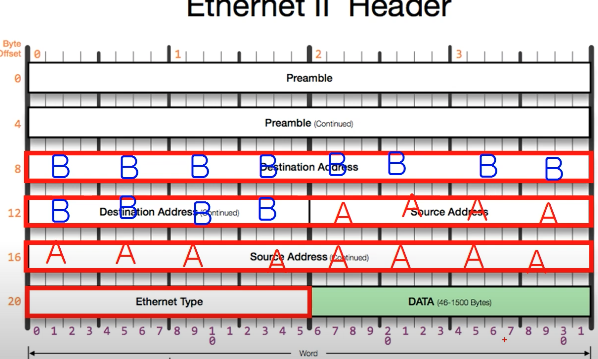 Ethernet II Header
Byte
Offset
0 1 2 3
0 Preamble
4 Preamble (Continued)
8 Destination Address
B B B B B B B B
12 Destination Address (Continued) Source Address
B B B B A A A A
16 Source Address (Continued)
A A A A A A A A
20 Ethernet Type DATA (46-1500 Bytes)
0 1 2 3 4 5 6 7 8 9 1 1 2 3 4 5 6 7 8 9 2 1 2 3 4 5 6 7 8 9 3 1
0 0 0
Word